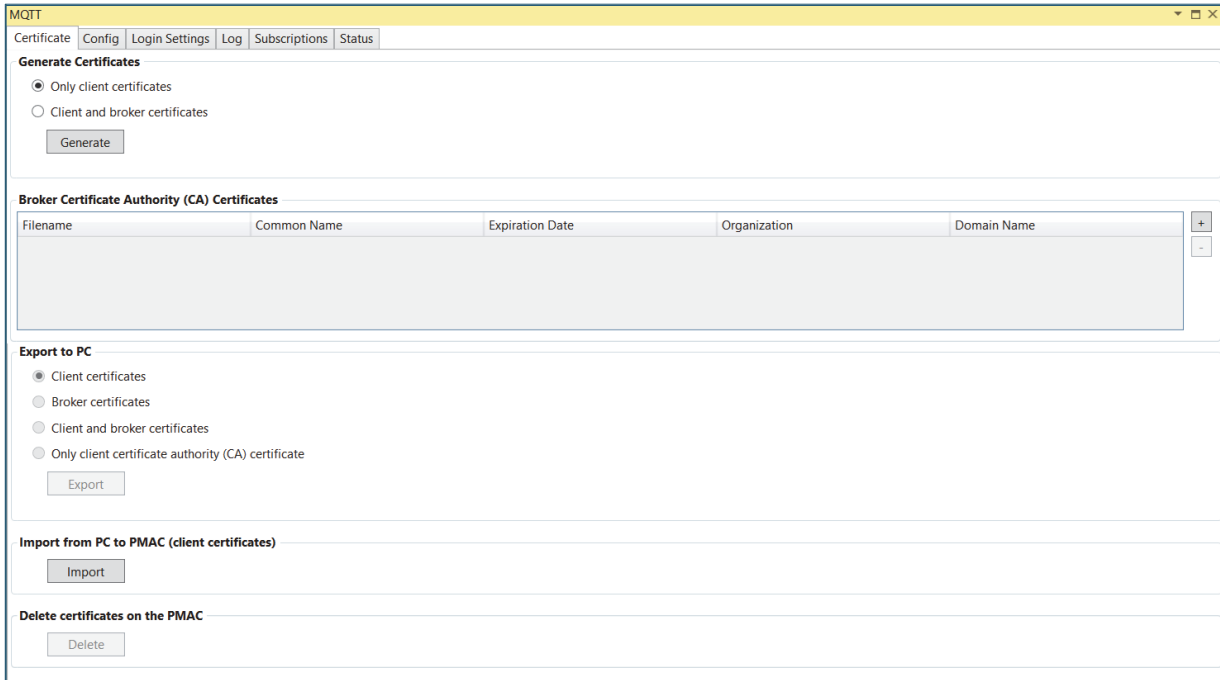 MQTT
Certificate Config Login Settings Log Subscriptions Status
Generate Certificates
Only client certificates
Client and broker certificates
Generate
Broker Certificate Authority (CA) Certificates
Filename Common Name Expiration Date Organization Domain Name
+
-
Export to PC
Client certificates
Broker certificates
Client and broker certificates
Only client certificate authority (CA) certificate
Export
Import from PC to PMAC (client certificates)
Import
Delete certificates on the PMAC
Delete